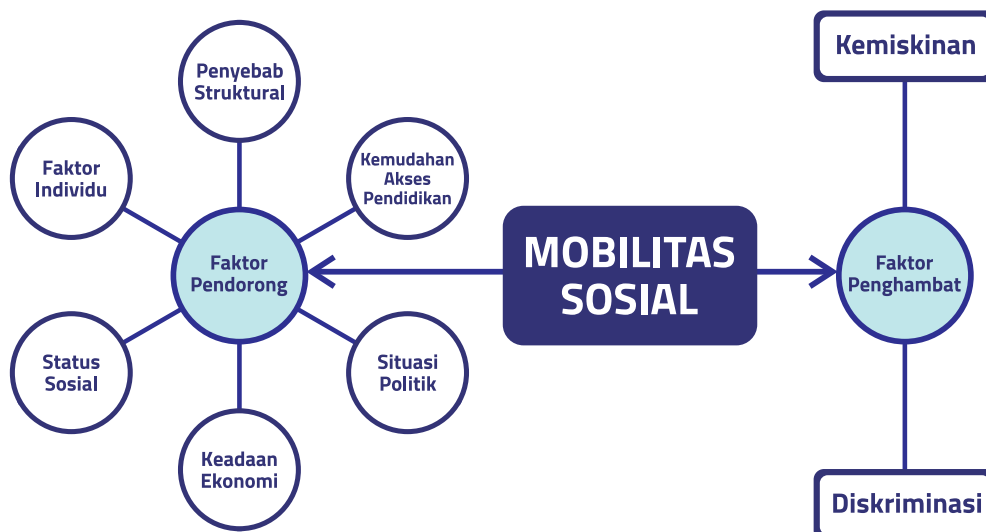 Penyebab
Struktural
Faktor
Individu
Kemudahan
Akses
Pendidikan
Faktor
Pendorong
Status
Sosial
Situasi
Politik
Keadaan
Ekonomi
MOBILITAS
SOSIAL
Kemiskinan
Faktor
Penghambat
Diskriminasi